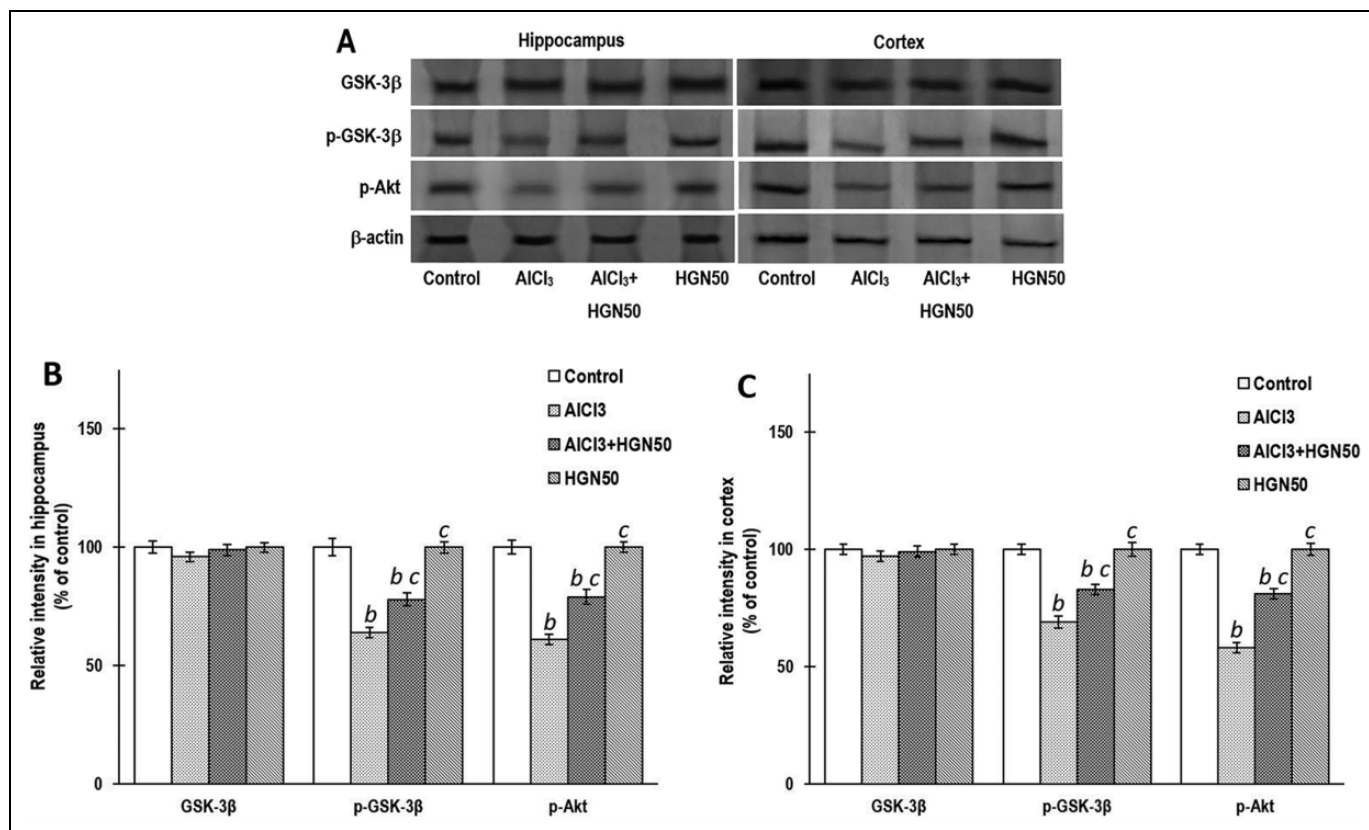 A
Hippocampus
Cortex
GSK-3β
p-GSK-3β
p-Akt
β-actin
Control AlCl₃ AlCl₃+ HGN50 Control AlCl₃ AlCl₃+ HGN50
HGN50 HGN50
B
Relative intensity in hippocampus
(% of control)
150
100
50
0
Control
AlCl3
AlCl3+HGN50
HGN50
b
b c
c
b
b c
c
GSK-3β p-GSK-3β p-Akt
C
Relative intensity in cortex
(% of control)
150
100
50
0
Control
AlCl3
AlCl3+HGN50
HGN50
b
b c
c
b
b c
c
GSK-3β p-GSK-3β p-Akt